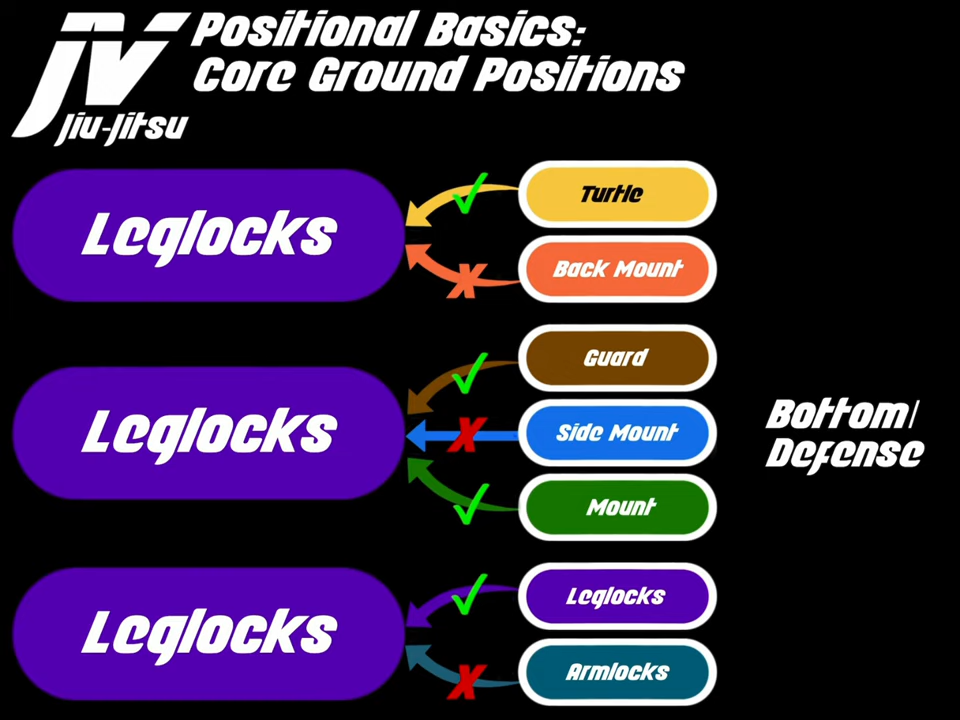 JV
Jiu-Jitsu
Positional Basics:
Core Ground Positions
Leglocks
Turtle
Back Mount
Leglocks
Guard
Side Mount
Mount
Bottom/
Defense
Leglocks
Leglocks
Armlocks